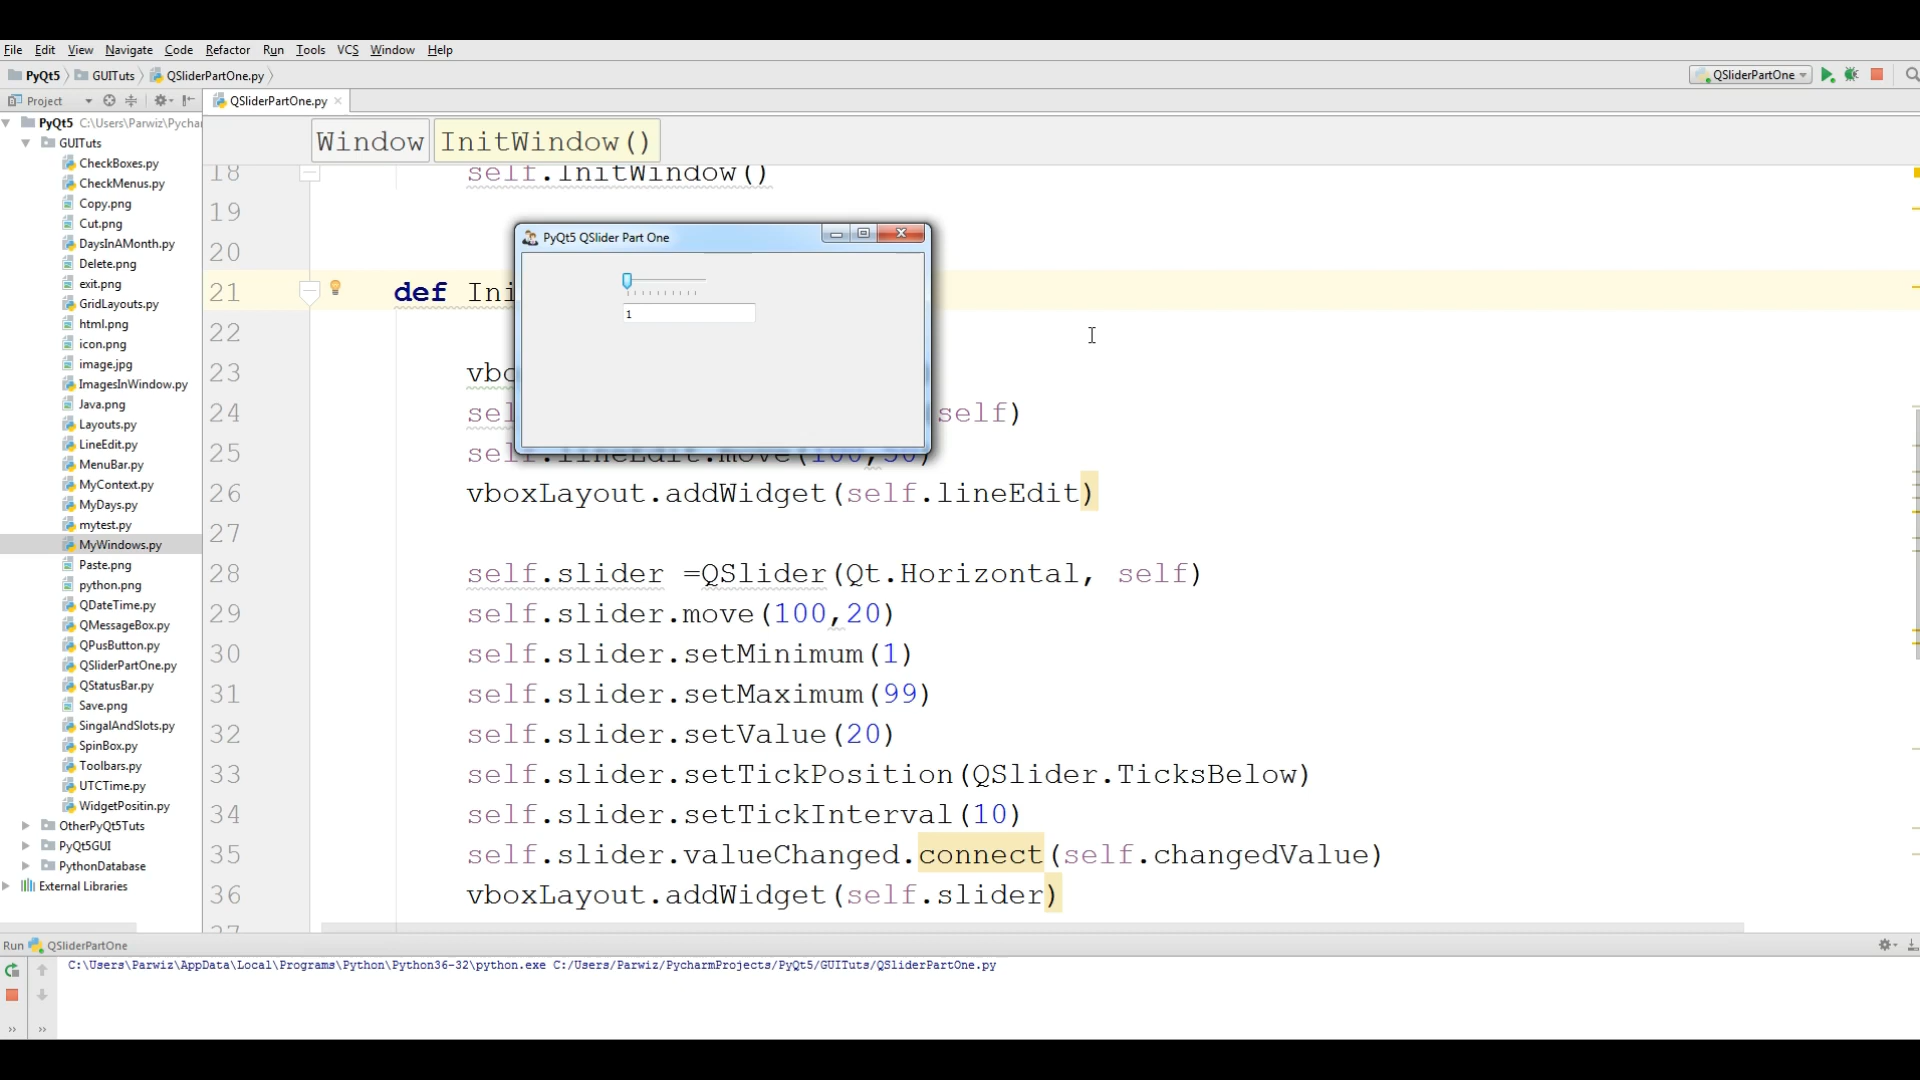 File Edit View Navigate Code Refactor Run Tools VCS Window Help
PyQt5 GUITuts QSliderPartOne.py QSliderPartOne
Project QSliderPartOne.py
PyQt5 C:\Users\Parwiz\Pycha
GUITuts
CheckBoxes.py
CheckMenus.py
Copy.png
Cut.png
DaysInAMonth.py
Delete.png
exit.png
GridLayouts.py
html.png
icon.png
image.jpg
ImagesInWindow.py
Java.png
Layouts.py
LineEdit.py
MenuBar.py
MyContext.py
MyDays.py
mytest.py
MyWindows.py
Paste.png
python.png
QDateTime.py
QMessageBox.py
QPusButton.py
QSliderPartOne.py
QStatusBar.py
Save.png
SingalAndSlots.py
SpinBox.py
Toolbars.py
UTCTime.py
WidgetPositin.py
OtherPyQt5Tuts
PyQt5GUI
PythonDatabase
External Libraries
Window InitWindow()
18 self.InitWindow()
19
20
21 def Ini
22
23 vbo
24 sel self)
25 self.lineEdit.move(100,50)
26 vboxLayout.addWidget(self.lineEdit)
27
28 self.slider =QSlider(Qt.Horizontal, self)
29 self.slider.move(100,20)
30 self.slider.setMinimum(1)
31 self.slider.setMaximum(99)
32 self.slider.setValue(20)
33 self.slider.setTickPosition(QSlider.TicksBelow)
34 self.slider.setTickInterval(10)
35 self.slider.valueChanged.connect(self.changedValue)
36 vboxLayout.addWidget(self.slider)
37
PyQt5 QSlider Part One
1
Run QSliderPartOne
C:\Users\Parwiz\AppData\Local\Programs\Python\Python36-32\python.exe C:/Users/Parwiz/PycharmProjects/PyQt5/GUITuts/QSliderPartOne.py